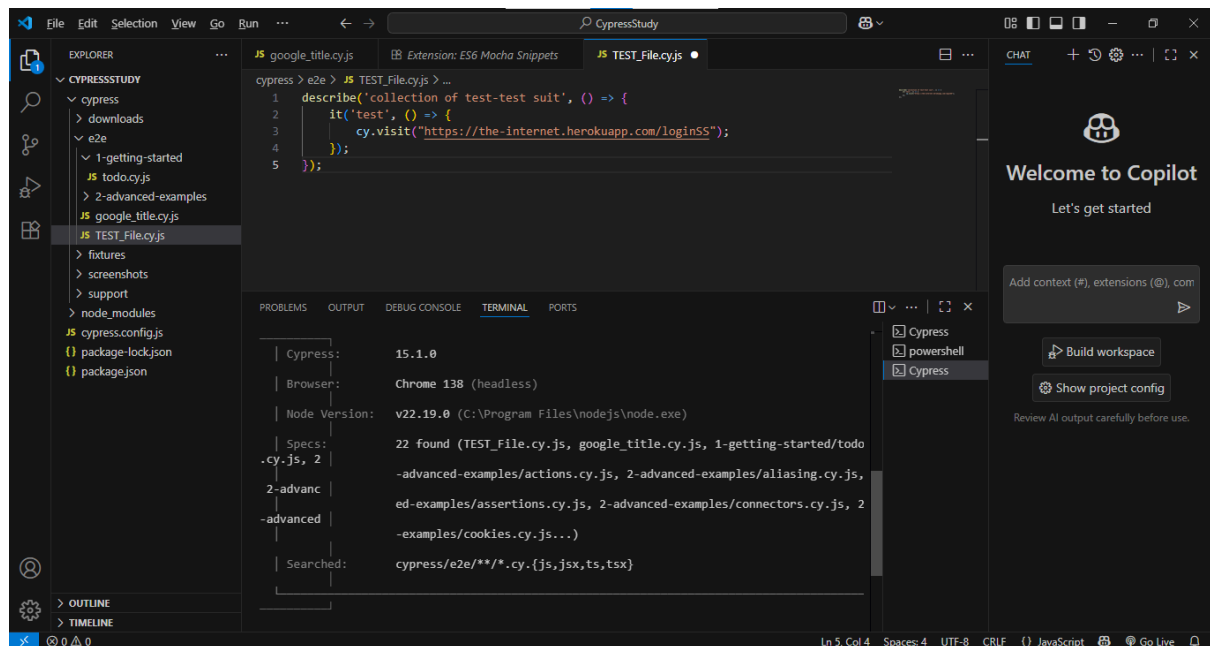 File Edit Selection View Go Run ... CypressStudy
EXPLORER ...
CYPRESSSTUDY
cypress
downloads
e2e
1-getting-started
JS todo.cy.js
2-advanced-examples
JS google_title.cy.js
JS TEST_File.cy.js
fixtures
screenshots
support
node_modules
JS cypress.config.js
{} package-lock.json
{} package.json
OUTLINE
TIMELINE
JS google_title.cy.js Extension: ES6 Mocha Snippets JS TEST_File.cy.js
cypress > e2e > JS TEST_File.cy.js > ...
1 describe('collection of test-test suit', () => {
2 it('test', () => {
3 cy.visit("https://the-internet.herokuapp.com/loginSS");
4 });
5 });
PROBLEMS OUTPUT DEBUG CONSOLE TERMINAL PORTS
Cypress: 15.1.0
Browser: Chrome 138 (headless)
Node Version: v22.19.0 (C:\Program Files\nodejs\node.exe)
Specs: 22 found (TEST_File.cy.js, google_title.cy.js, 1-getting-started/todo
.cy.js, 2
-advanced-examples/actions.cy.js, 2-advanced-examples/aliasing.cy.js,
2-advanc
ed-examples/assertions.cy.js, 2-advanced-examples/connectors.cy.js, 2
-advanced
-examples/cookies.cy.js...)
Searched: cypress/e2e/**/*.cy.{js,jsx,ts,tsx}
Cypress
powershell
Cypress
CHAT
Welcome to Copilot
Let's get started
Add context (#), extensions (@), com
Build workspace
Show project config
Review AI output carefully before use.
1
0 0 Ln 5, Col 4 Spaces: 4 UTF-8 CRLF {} JavaScript Go Live